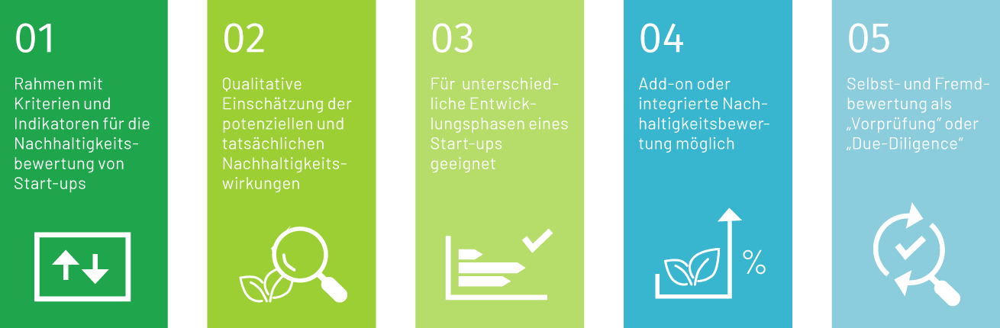 01
Rahmen mit
Kriterien und
Indikatoren für die
Nachhaltigkeits-
bewertung von
Start-ups
02
Qualitative
Einschätzung der
potenziellen und
tatsächlichen
Nachhaltigkeits-
wirkungen
03
Für unterschied-
liche Entwick-
lungsphasen eines
Start-ups
geeignet
04
Add-on oder
integrierte Nach-
haltigkeitsbewer-
tung möglich
%
05
Selbst- und Fremd-
bewertung als
„Vorprüfung” oder
„Due-Diligence”